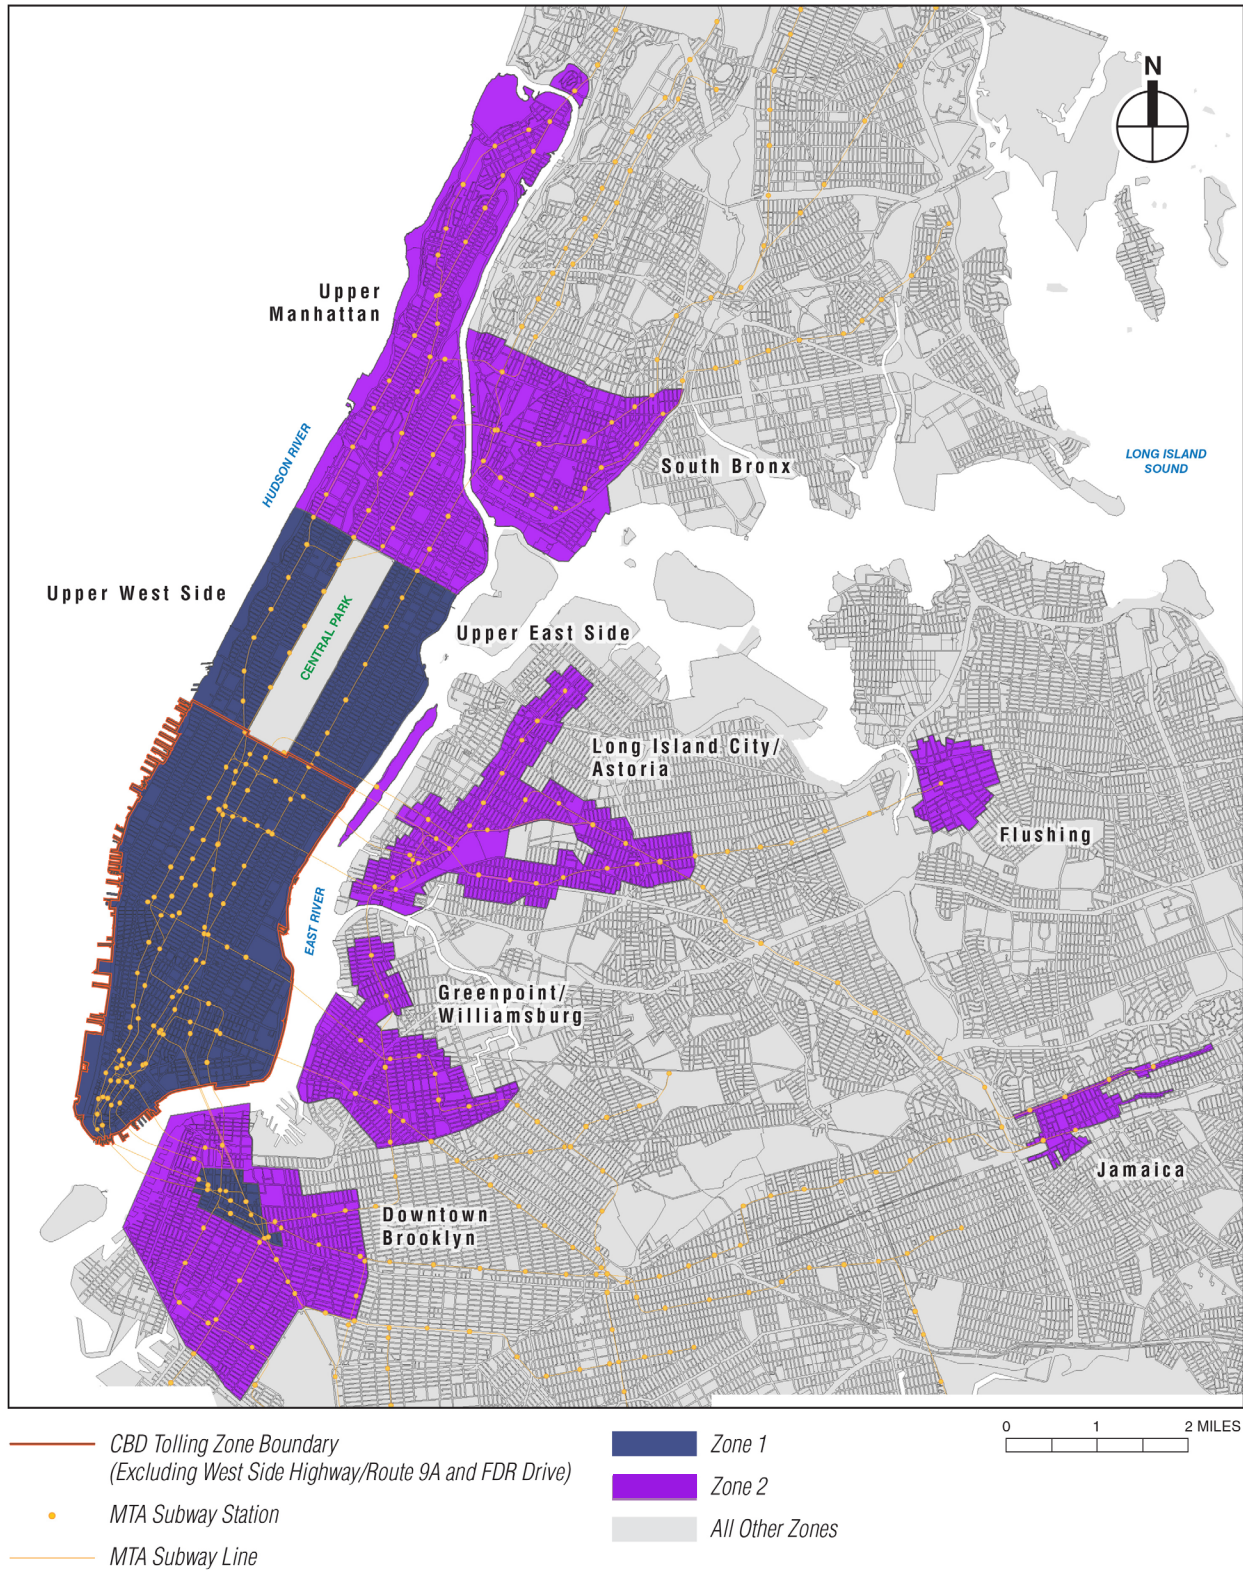 N
Upper
Manhattan
HUDSON RIVER
South Bronx
LONG ISLAND
SOUND
Upper West Side
CENTRAL PARK
Upper East Side
Long Island City/
Astoria
Flushing
EAST RIVER
Greenpoint/
Williamsburg
Jamaica
Downtown
Brooklyn
CBD Tolling Zone Boundary
(Excluding West Side Highway/Route 9A and FDR Drive)
MTA Subway Station
MTA Subway Line
Zone 1
Zone 2
All Other Zones
0 1 2 MILES